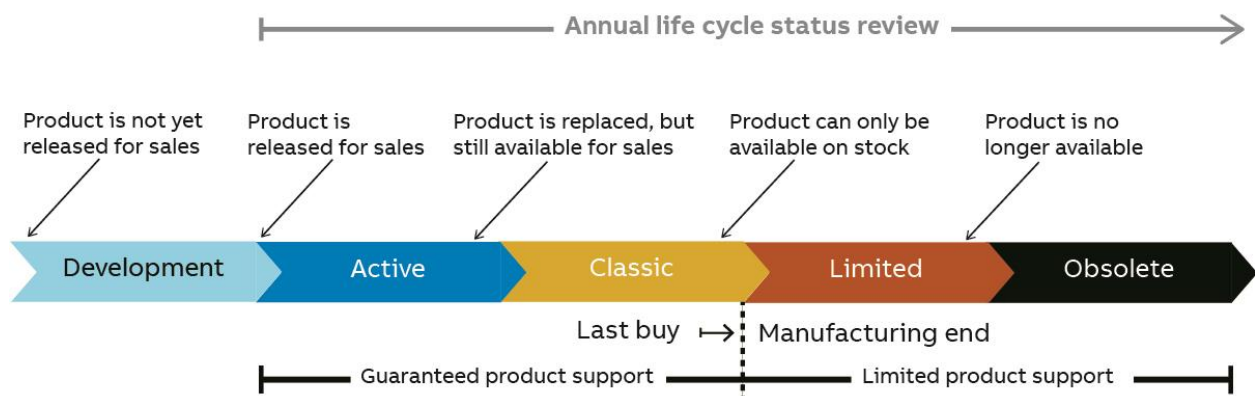 Annual life cycle status review
Product is not yet
released for sales
Product is
released for sales
Product is replaced, but
still available for sales
Product can only be
available on stock
Product is no
longer available
Development
Active
Classic
Limited
Obsolete
Last buy
Manufacturing end
Guaranteed product support
Limited product support